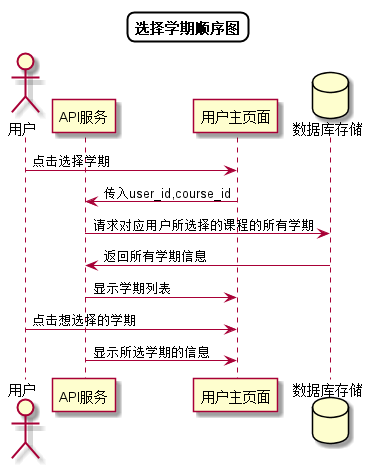 选择学期顺序图
用户
API服务
用户主页面
数据库存储
点击选择学期
传入user_id,course_id
请求对应用户所选择的课程的所有学期
返回所有学期信息
显示学期列表
点击想选择的学期
显示所选学期的信息
用户
API服务
用户主页面
数据库存储